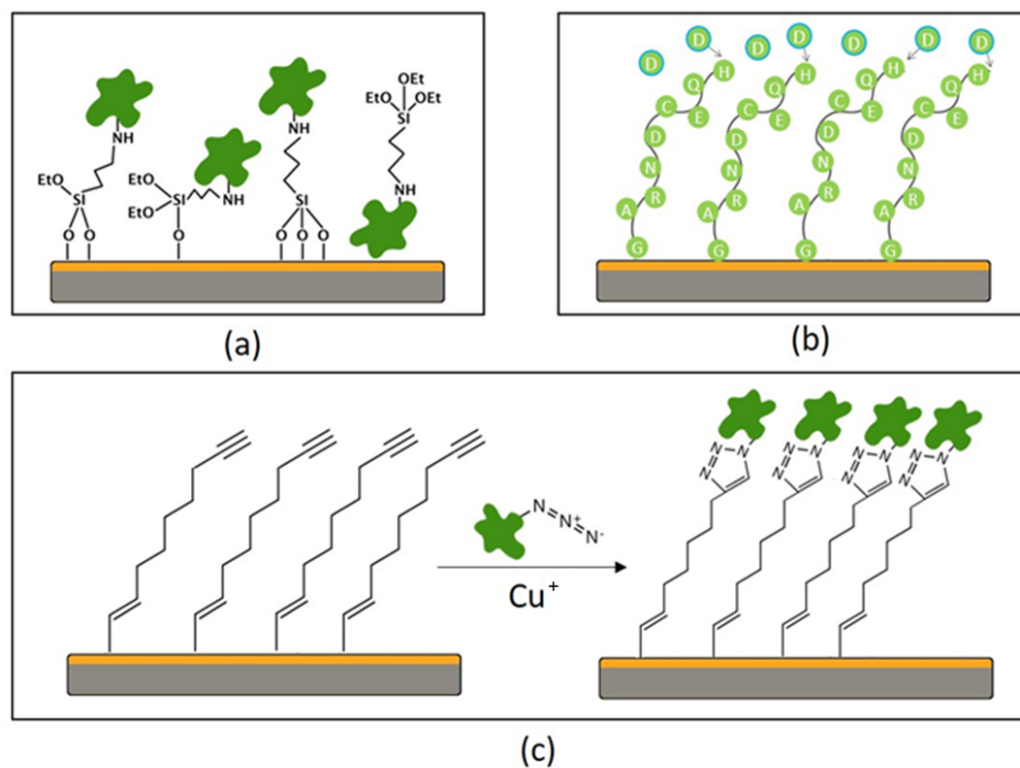 OEt
EtO OEt
Si
NH
NH
NH
EtO
Si
O O
EtO
EtO
Si
NH
O
Si
O O O
(a)
D D D D D D D
H Q C E D N R A G
H Q C E D N R A G
H Q C E D N R A G
H Q C E D N R A G
(b)
N
N+
N-
Cu+
N N N
N N N
N N N
N N N
(c)